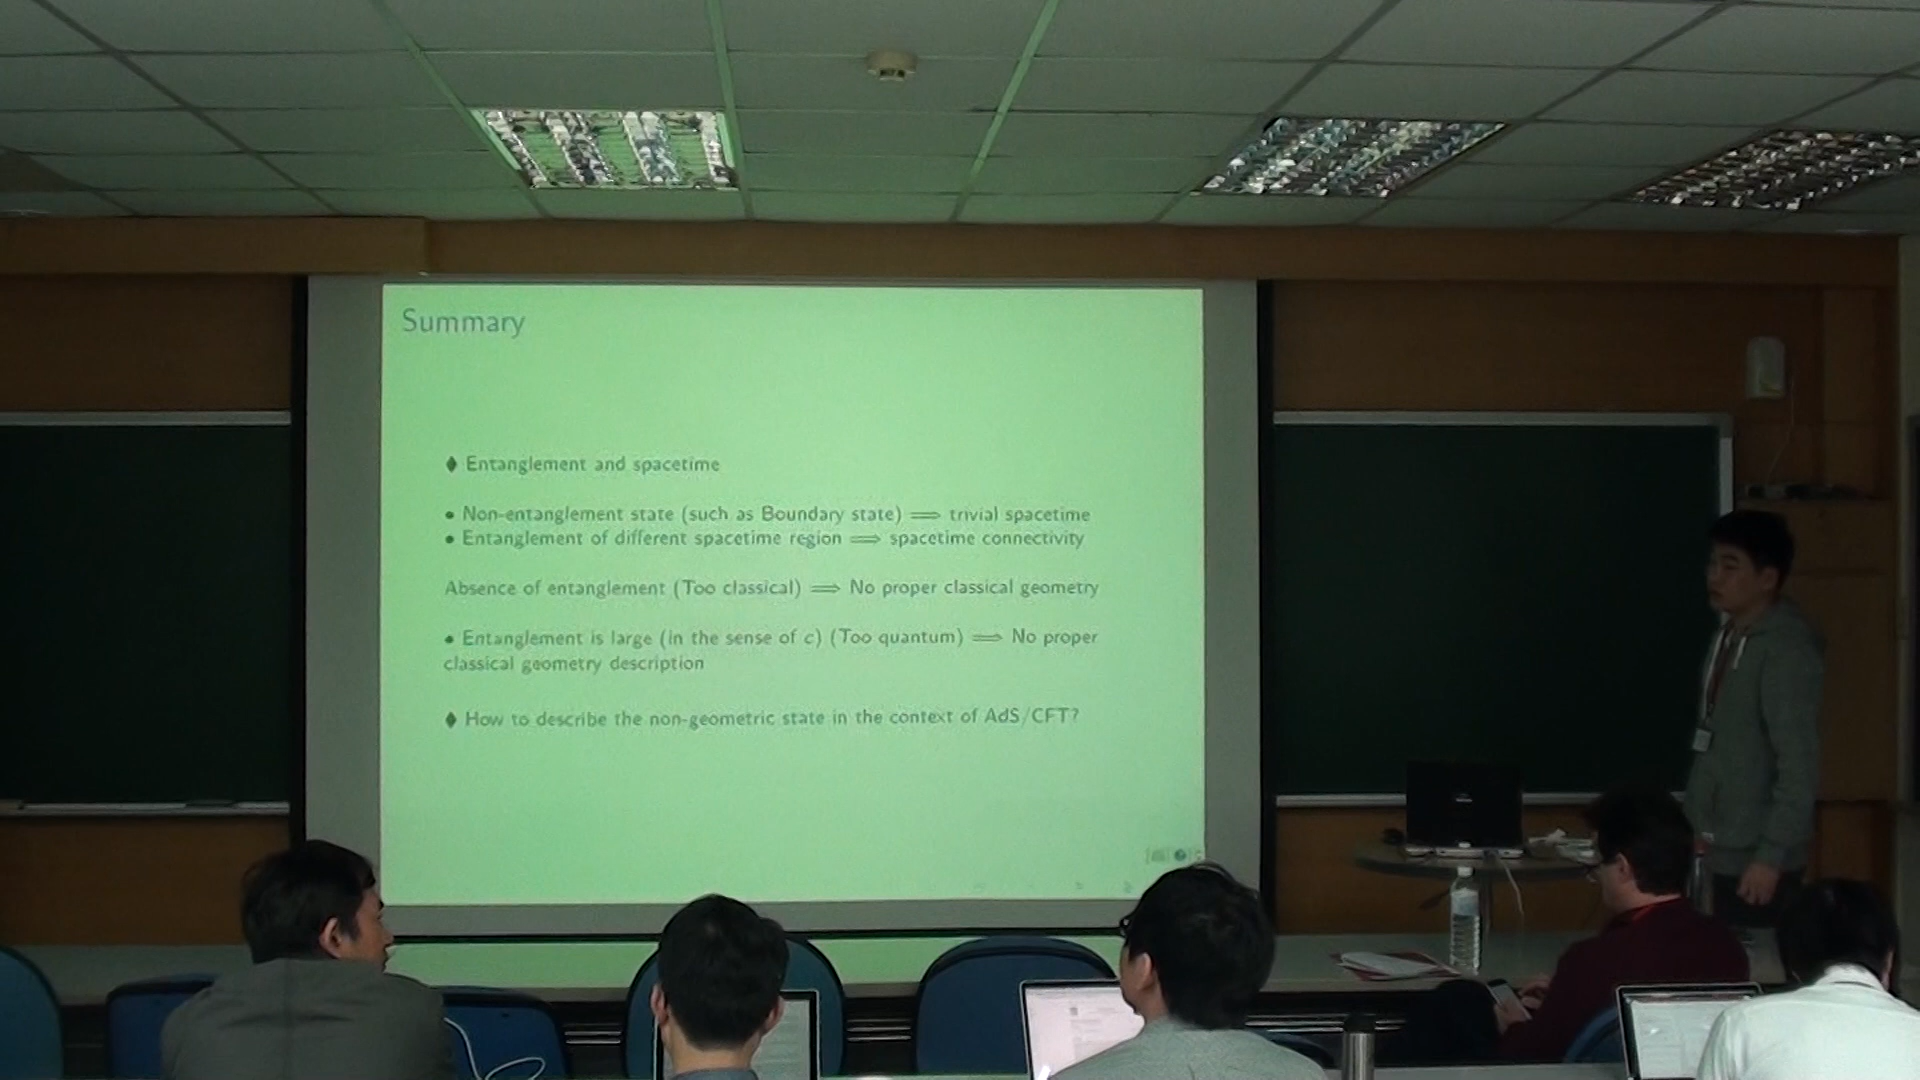 Summary
♦ Entanglement and spacetime
• Non-entanglement state (such as Boundary state) ⟹ trivial spacetime
• Entanglement of different spacetime region ⟹ spacetime connectivity
Absence of entanglement (Too classical) ⟹ No proper classical geometry
• Entanglement is large (in the sense of c) (Too quantum) ⟹ No proper
classical geometry description
♦ How to describe the non-geometric state in the context of AdS/CFT?